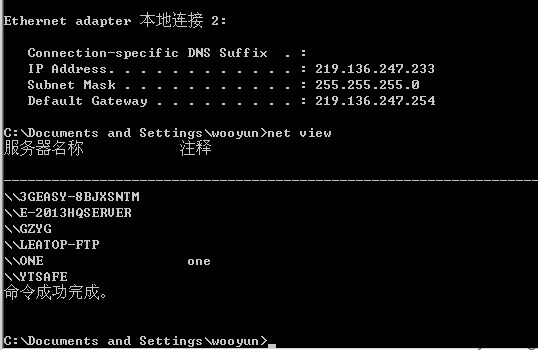 Ethernet adapter 本地连接 2:
Connection-specific DNS Suffix . :
IP Address. . . . . . . . . . . . : 219.136.247.233
Subnet Mask . . . . . . . . . . . : 255.255.255.0
Default Gateway . . . . . . . . . : 219.136.247.254
C:\Documents and Settings\wooyun>net view
服务器名称 注释
-------------------------------------------------------------------------------
\\3GEASY-8BJXSNTM
\\E-2013HQSERVER
\\GZYG
\\LEATOP-FTP
\\ONE one
\\YTSAFE
命令成功完成。
C:\Documents and Settings\wooyun>